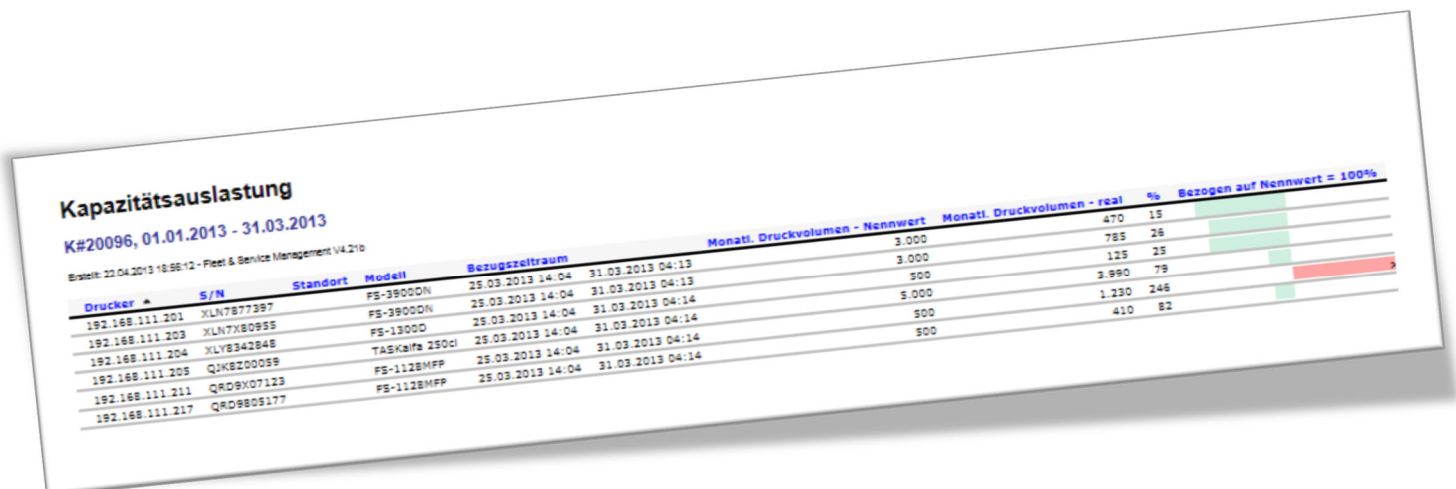 Kapazitätsauslastung
K#20096, 01.01.2013 - 31.03.2013
Erstellt: 22.04.2013 18:56:12 - Fleet & Service Management V4.21b
Drucker ▲ S/N Standort Modell Bezugszeitraum Monatl. Druckvolumen - Nennwert Monatl. Druckvolumen - real % Bezogen auf Nennwert = 100%
192.168.111.201 XLN7877397 FS-3900DN 25.03.2013 14:04 31.03.2013 04:13 3.000 470 15
192.168.111.203 XLN7X80955 FS-3900DN 25.03.2013 14:04 31.03.2013 04:13 3.000 785 26
192.168.111.204 XLY8342848 FS-1300D 25.03.2013 14:04 31.03.2013 04:14 500 125 25
192.168.111.205 QJK8Z00059 TASKalfa 250ci 25.03.2013 14:04 31.03.2013 04:14 5.000 3.990 79
192.168.111.211 QRD9X07123 FS-1128MFP 25.03.2013 14:04 31.03.2013 04:14 500 1.230 246 >
192.168.111.217 QRD9805177 FS-1128MFP 25.03.2013 14:04 31.03.2013 04:14 500 410 82